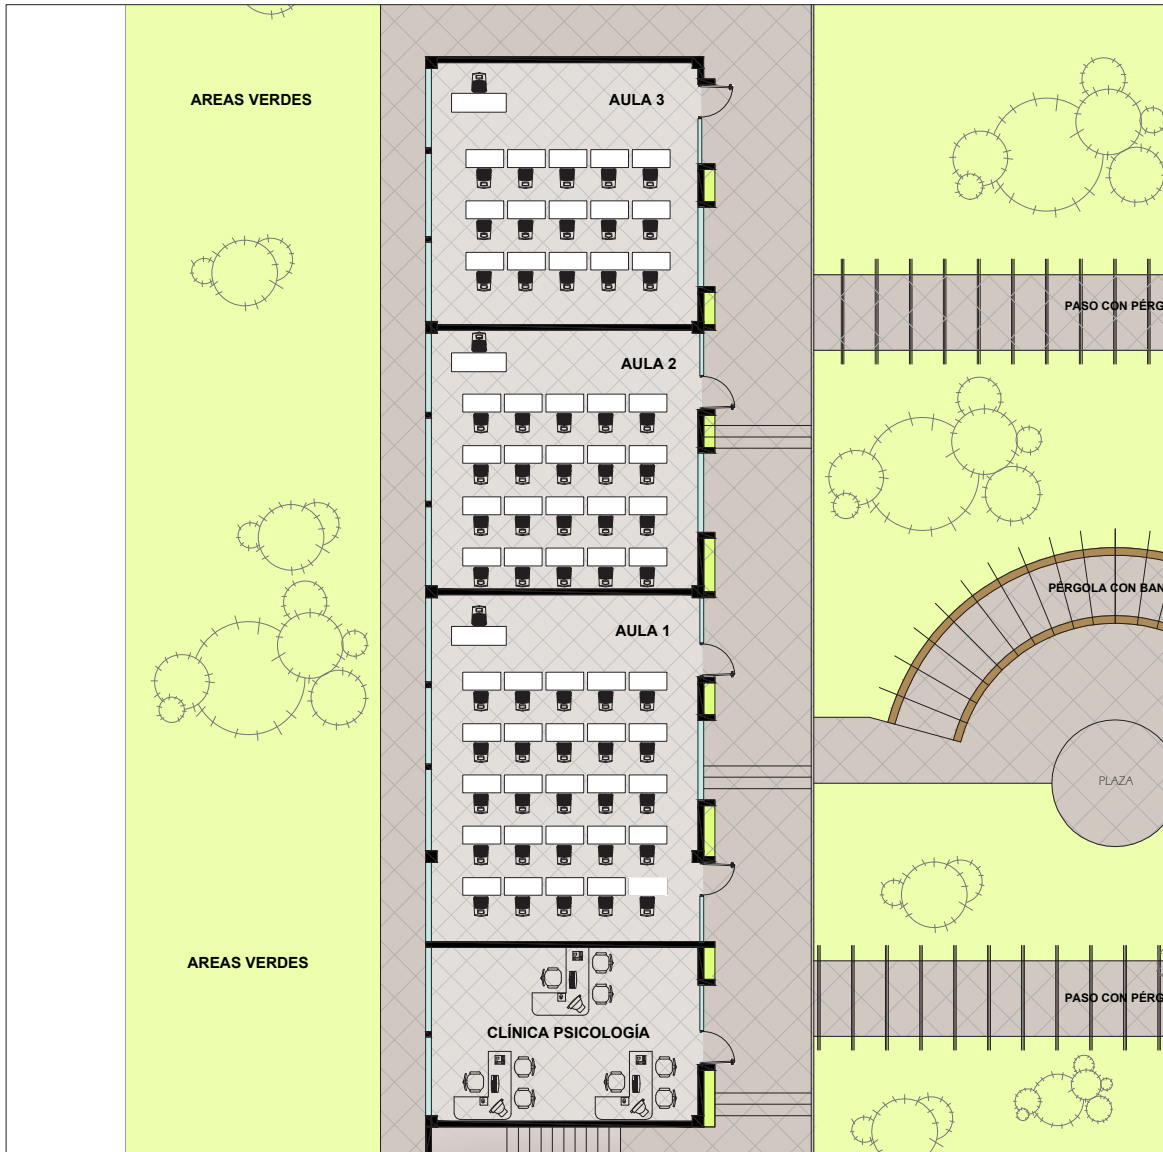 AREAS VERDES
AULA 3
PASO CON PÉRG
AULA 2
PÉRGOLA CON BAN
AULA 1
PLAZA
AREAS VERDES
PASO CON PÉRG
CLÍNICA PSICOLOGÍA